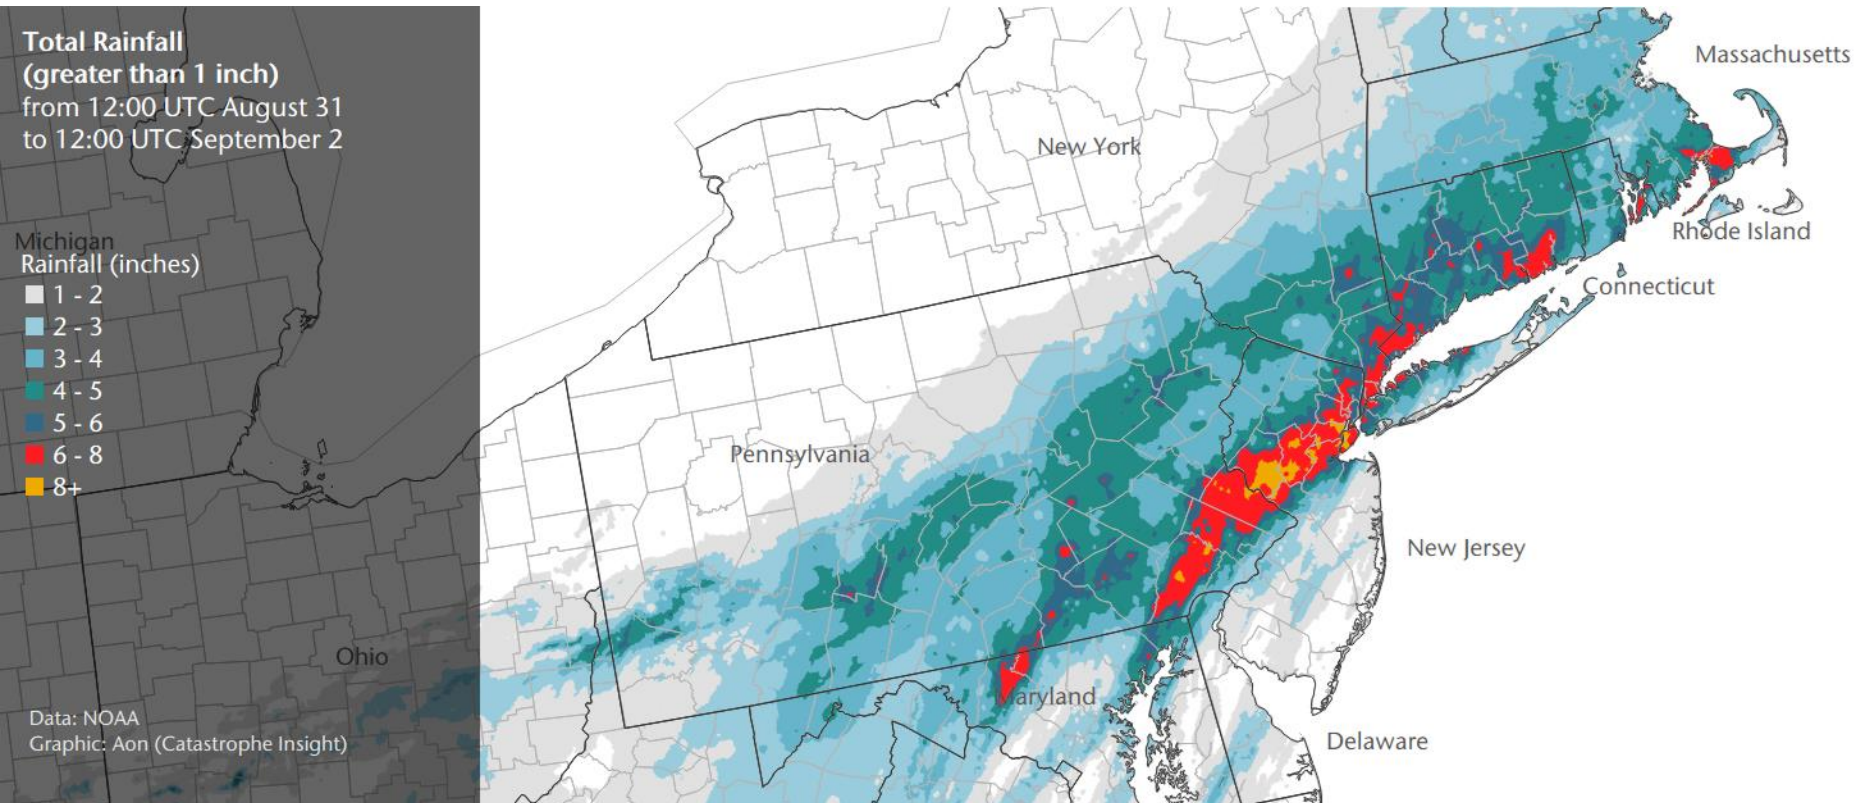 Total Rainfall
(greater than 1 inch)
from 12:00 UTC August 31
to 12:00 UTC September 2
Michigan
Rainfall (inches)
1 - 2
2 - 3
3 - 4
4 - 5
5 - 6
6 - 8
8+
Ohio
Data: NOAA
Graphic: Aon (Catastrophe Insight)
Massachusetts
New York
Rhode Island
Connecticut
Pennsylvania
New Jersey
Maryland
Delaware